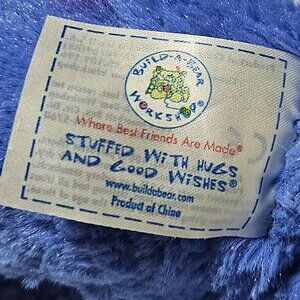 BUILD-A-BEAR
WORKSHOP®
Where Best Friends Are Made®
STUFFED WITH HUGS
AND GOOD WISHES®
www.buildabear.com
Product of China